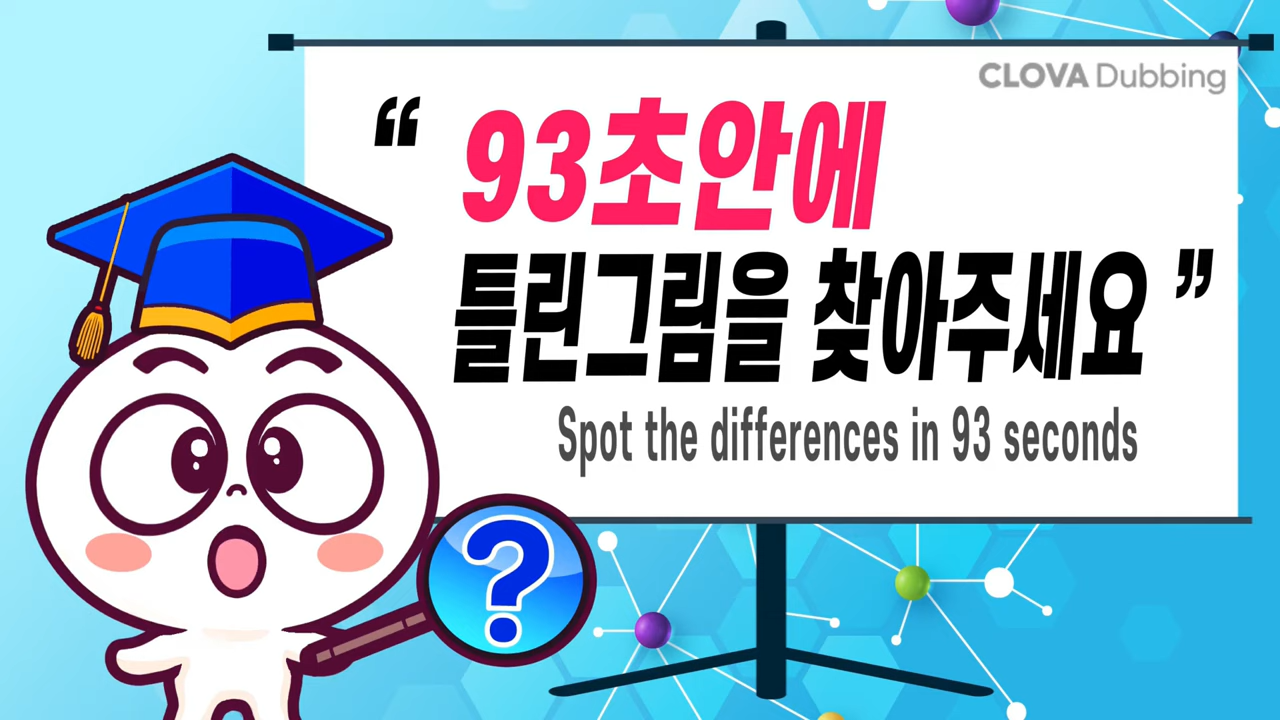 CLOVA Dubbing
“ 93초안에
틀린그림을 찾아주세요 ”
Spot the differences in 93 seconds
?